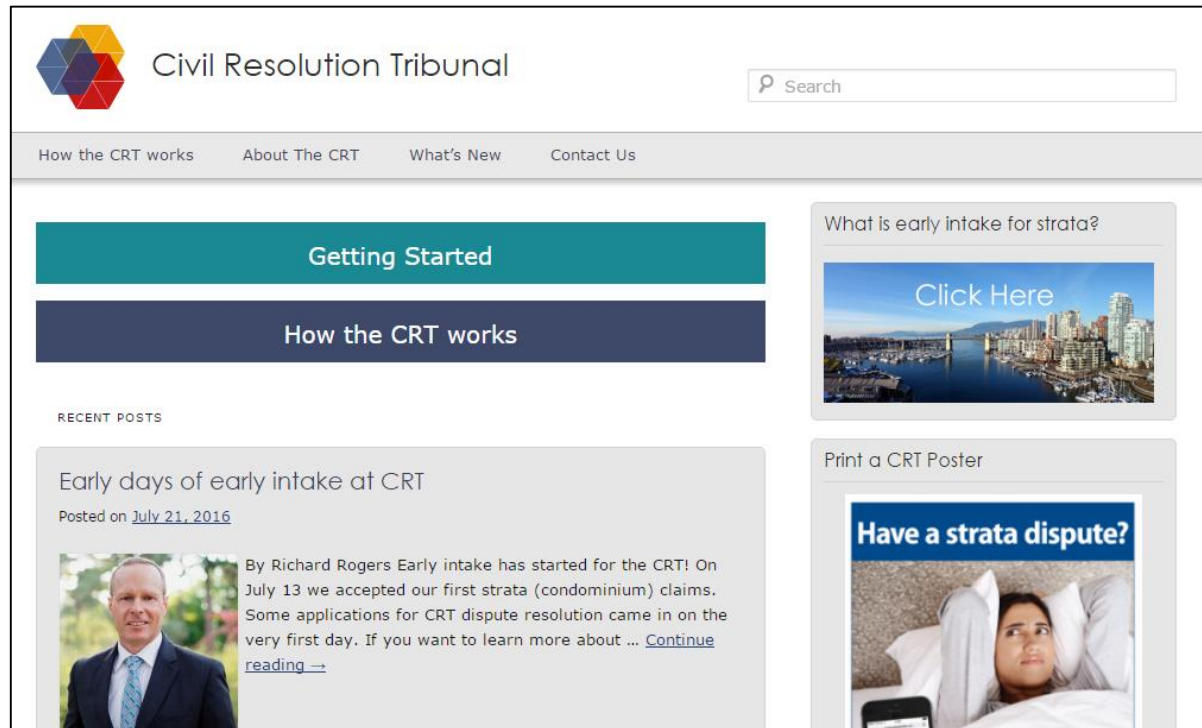 Civil Resolution Tribunal
Search
How the CRT works
About The CRT
What's New
Contact Us
Getting Started
How the CRT works
RECENT POSTS
Early days of early intake at CRT
Posted on July 21, 2016
By Richard Rogers Early intake has started for the CRT! On
July 13 we accepted our first strata (condominium) claims.
Some applications for CRT dispute resolution came in on the
very first day. If you want to learn more about … Continue
reading →
What is early intake for strata?
Click Here
Print a CRT Poster
Have a strata dispute?